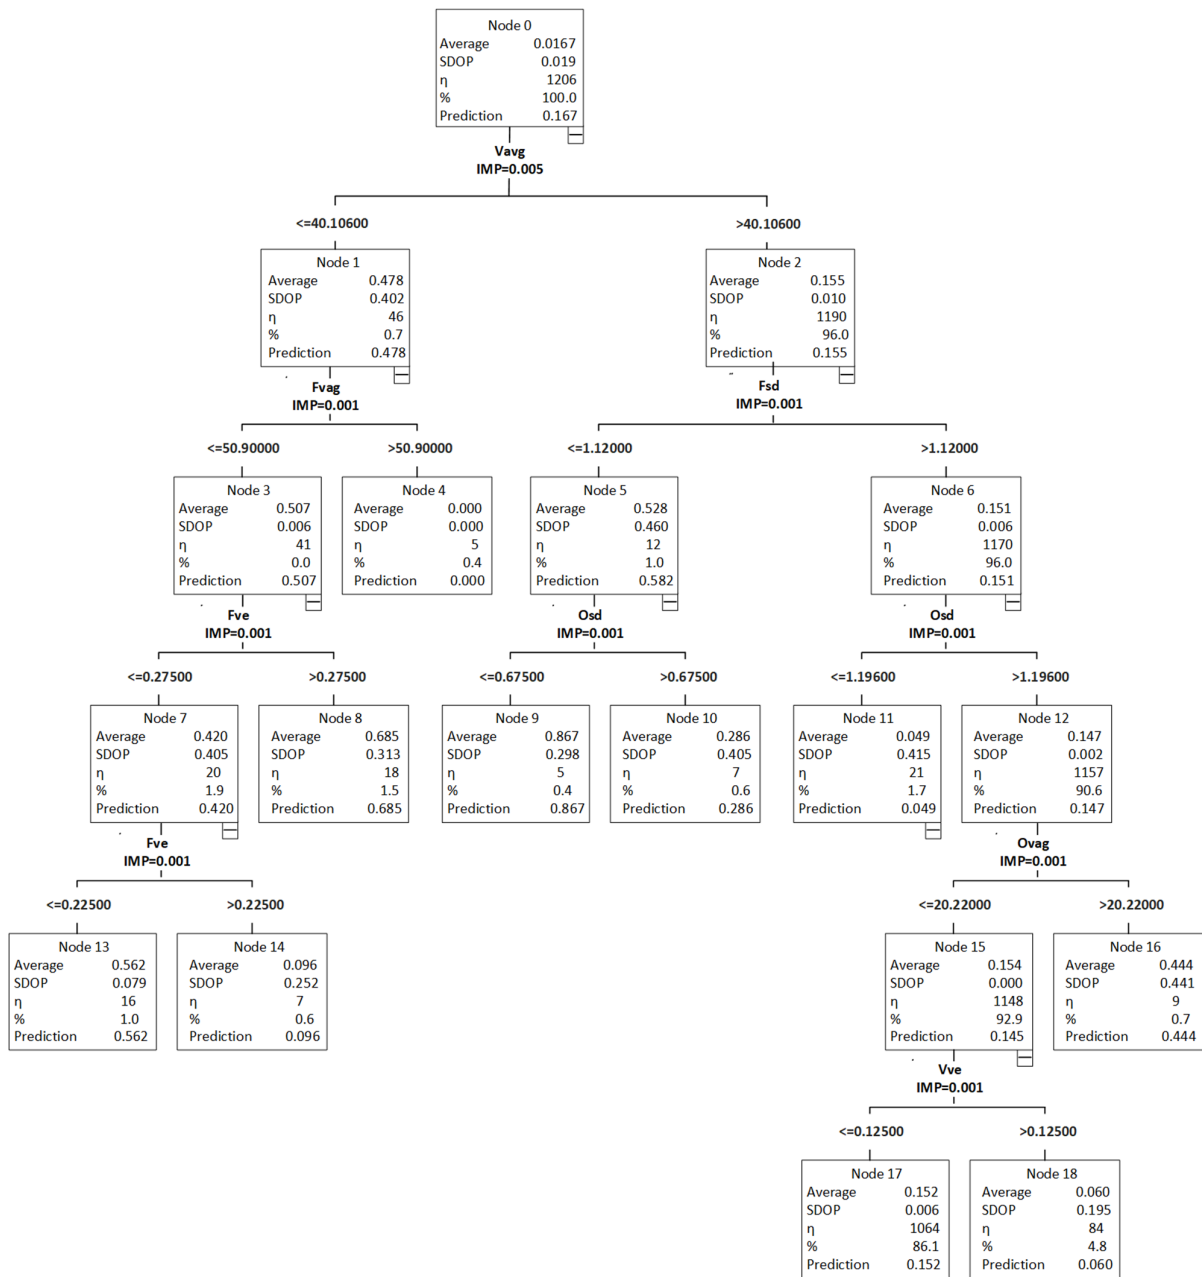 Node 0
Average 0.0167
SDOP 0.019
η 1206
% 100.0
Prediction 0.167
Vavg
IMP=0.005
<=40.10600 >40.10600
Node 1
Average 0.478
SDOP 0.402
η 46
% 0.7
Prediction 0.478
Node 2
Average 0.155
SDOP 0.010
η 1190
% 96.0
Prediction 0.155
Fvag
IMP=0.001
Fsd
IMP=0.001
<=50.90000 >50.90000 <=1.12000 >1.12000
Node 3
Average 0.507
SDOP 0.006
η 41
% 0.0
Prediction 0.507
Node 4
Average 0.000
SDOP 0.000
η 5
% 0.4
Prediction 0.000
Node 5
Average 0.528
SDOP 0.460
η 12
% 1.0
Prediction 0.582
Node 6
Average 0.151
SDOP 0.006
η 1170
% 96.0
Prediction 0.151
Fve
IMP=0.001
Osd
IMP=0.001
Osd
IMP=0.001
<=0.27500 >0.27500 <=0.67500 >0.67500 <=1.19600 >1.19600
Node 7
Average 0.420
SDOP 0.405
η 20
% 1.9
Prediction 0.420
Node 8
Average 0.685
SDOP 0.313
η 18
% 1.5
Prediction 0.685
Node 9
Average 0.867
SDOP 0.298
η 5
% 0.4
Prediction 0.867
Node 10
Average 0.286
SDOP 0.405
η 7
% 0.6
Prediction 0.286
Node 11
Average 0.049
SDOP 0.415
η 21
% 1.7
Prediction 0.049
Node 12
Average 0.147
SDOP 0.002
η 1157
% 90.6
Prediction 0.147
Fve
IMP=0.001
Ovag
IMP=0.001
<=0.22500 >0.22500 <=20.22000 >20.22000
Node 13
Average 0.562
SDOP 0.079
η 16
% 1.0
Prediction 0.562
Node 14
Average 0.096
SDOP 0.252
η 7
% 0.6
Prediction 0.096
Node 15
Average 0.154
SDOP 0.000
η 1148
% 92.9
Prediction 0.145
Node 16
Average 0.444
SDOP 0.441
η 9
% 0.7
Prediction 0.444
Vve
IMP=0.001
<=0.12500 >0.12500
Node 17
Average 0.152
SDOP 0.006
η 1064
% 86.1
Prediction 0.152
Node 18
Average 0.060
SDOP 0.195
η 84
% 4.8
Prediction 0.060